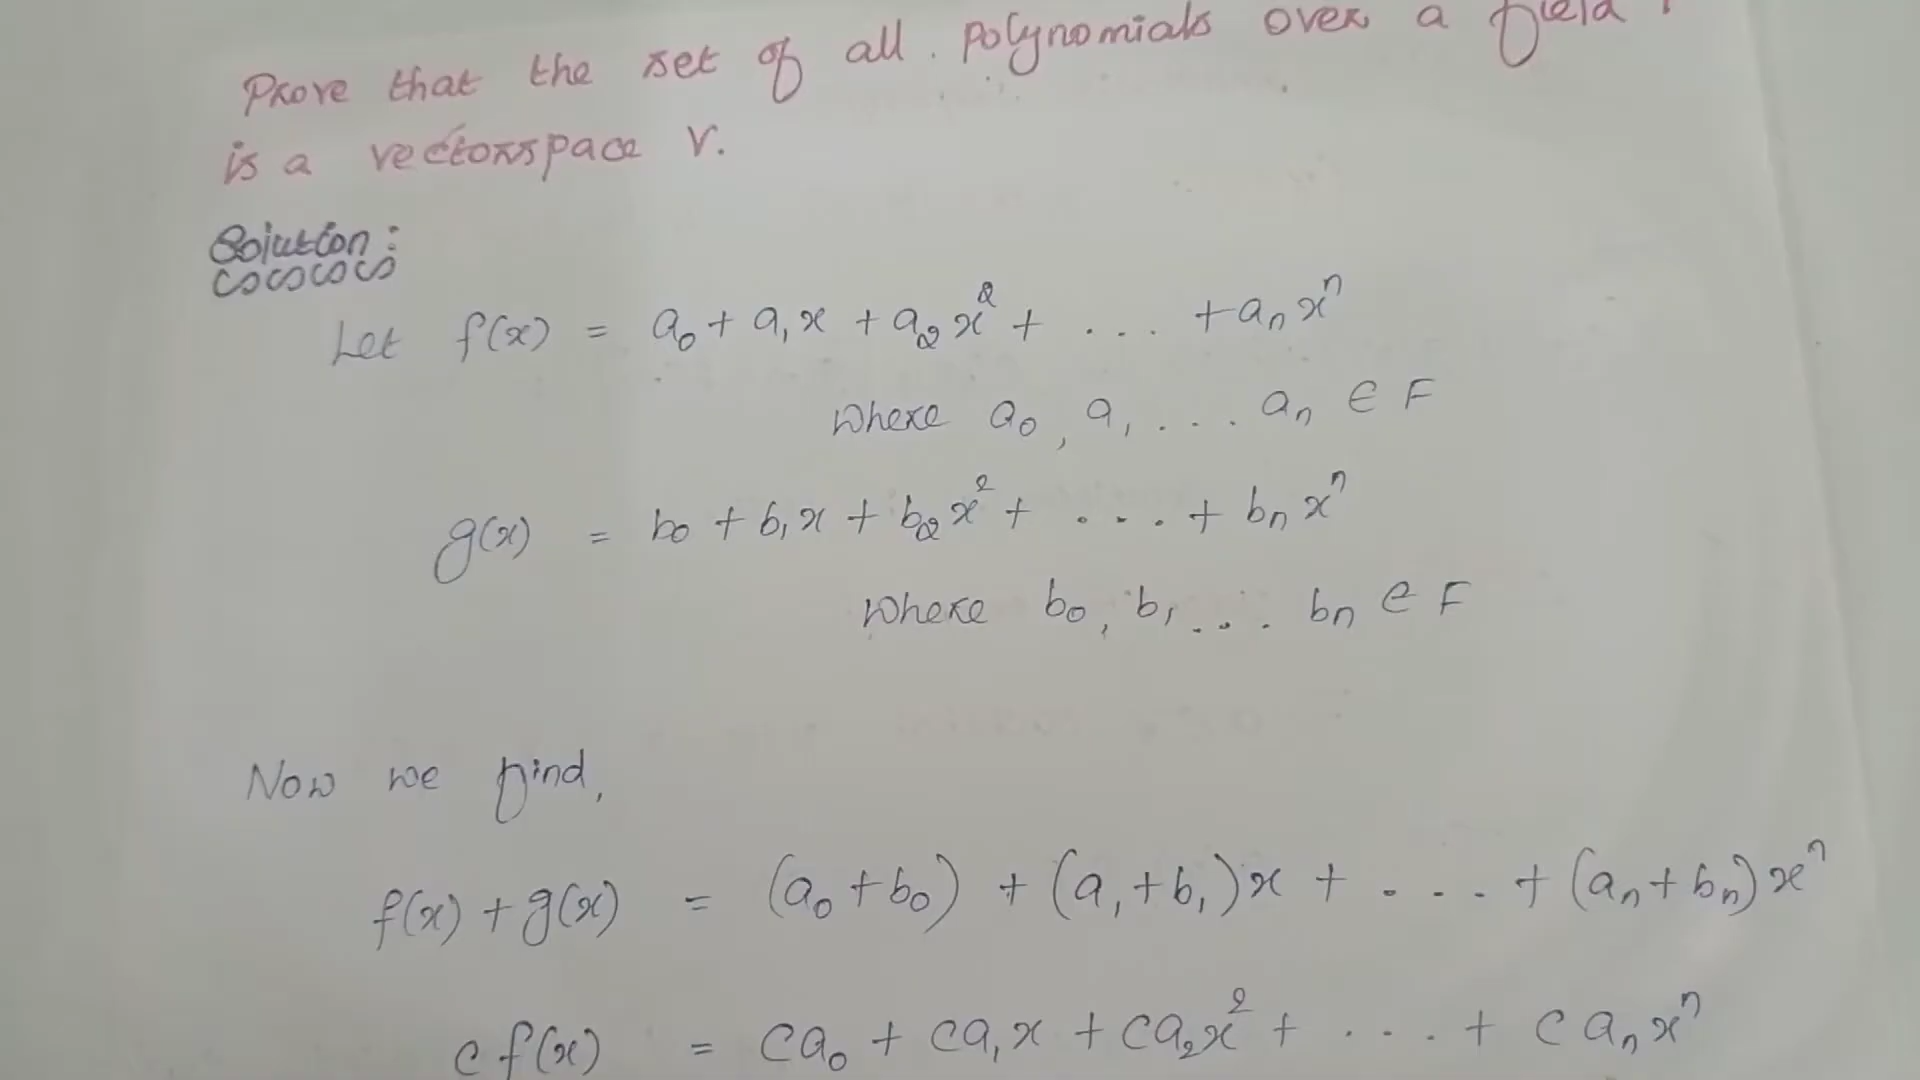 Prove that the set of all polynomials over a field
is a vectorspace V.
Solution:
Let f(x) = a₀ + a₁x + a₂x² + ... + aₙxⁿ
where a₀, a₁ ... aₙ ∈ F
g(x) = b₀ + b₁x + b₂x² + ... + bₙxⁿ
where b₀, b₁ ... bₙ ∈ F
Now we find,
f(x) + g(x) = (a₀ + b₀) + (a₁ + b₁)x + ... + (aₙ + bₙ)xⁿ
c f(x) = ca₀ + ca₁x + ca₂x² + ... + c aₙxⁿ